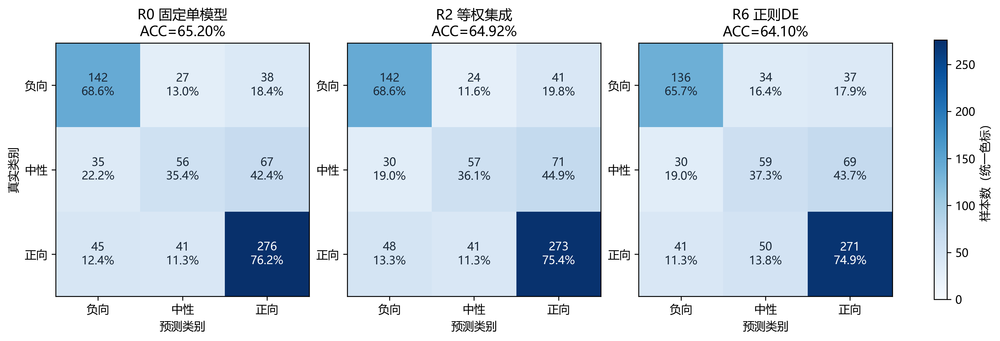 R0 固定单模型
ACC=65.20%
真实类别
负向
142
68.6%
27
13.0%
38
18.4%
中性
35
22.2%
56
35.4%
67
42.4%
正向
45
12.4%
41
11.3%
276
76.2%
负向
中性
正向
预测类别
R2 等权集成
ACC=64.92%
负向
142
68.6%
24
11.6%
41
19.8%
中性
30
19.0%
57
36.1%
71
44.9%
正向
48
13.3%
41
11.3%
273
75.4%
负向
中性
正向
预测类别
R6 正则DE
ACC=64.10%
负向
136
65.7%
34
16.4%
37
17.9%
中性
30
19.0%
59
37.3%
69
43.7%
正向
41
11.3%
50
13.8%
271
74.9%
负向
中性
正向
预测类别
250
200
150
100
50
0
样本数（统一色标）